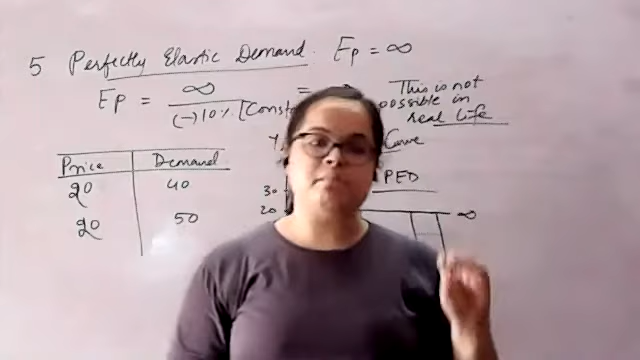 5 Perfectly Elastic Demand. Ep = ∞
Ep = ∞ / (-) 10% [Const =
This is not
possible in
real life
Curve
PED
Price Demand
20 40
20 50
30
20
∞